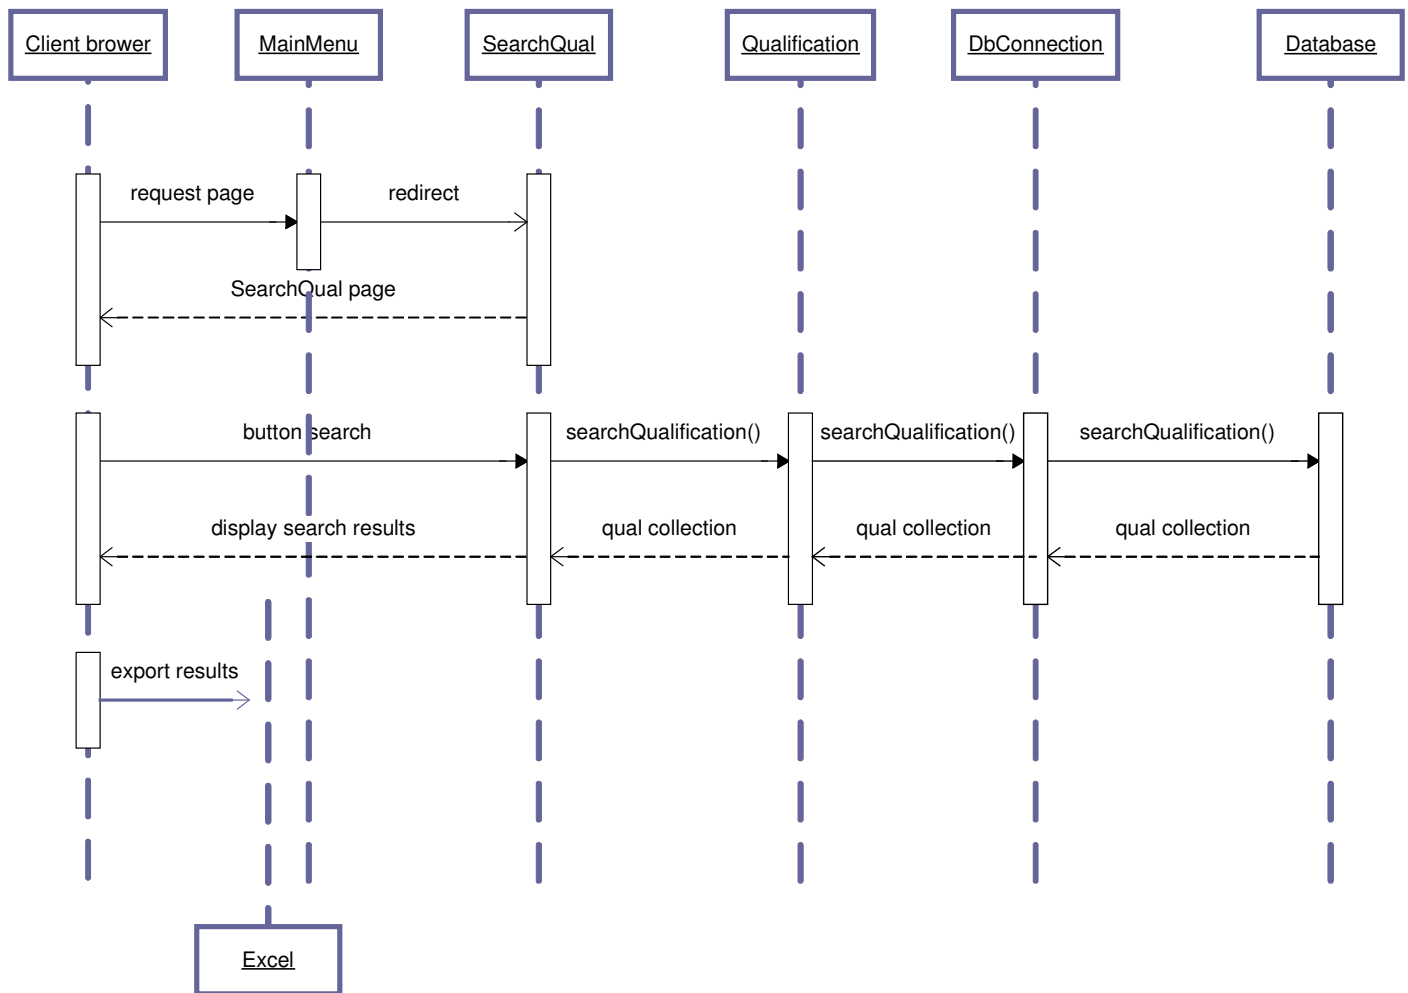 Client brower
MainMenu
SearchQual
Qualification
DbConnection
Database
request page
redirect
SearchQual page
button search
searchQualification()
searchQualification()
searchQualification()
display search results
qual collection
qual collection
qual collection
export results
Excel